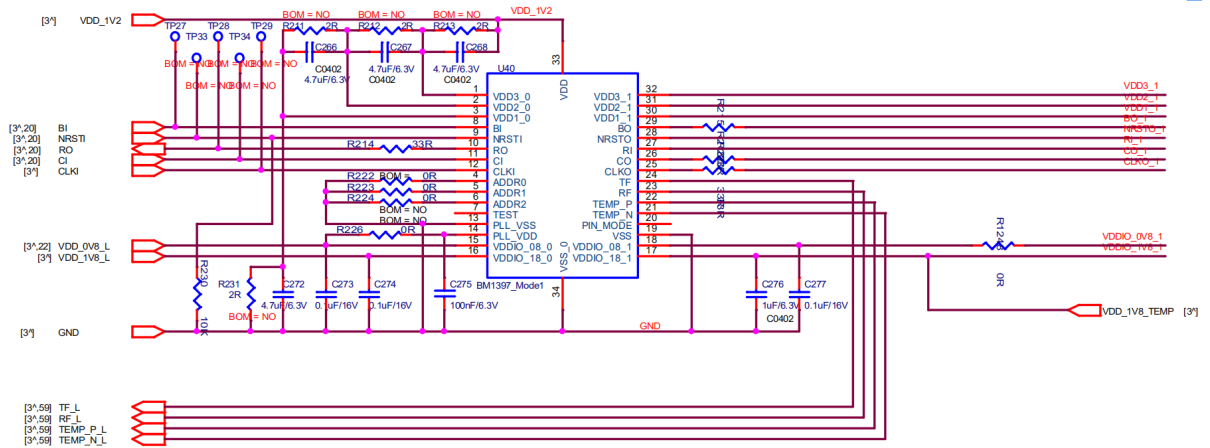 [3^] VDD_1V2
BOM = NO BOM = NO BOM = NO VDD_1V2
TP27 TP28 TP29 R211 2R R212 2R R213 2R
TP33 TP34
BOM = NO BOM = NO BOM = NO
BOM = NO BOM = NO
C266 C267 C268
C0402 C0402 C0402
4.7uF/6.3V 4.7uF/6.3V 4.7uF/6.3V
U40
33
VDD
1 VDD3_0 VDD3_1 32 VDD3_1
2 VDD2_0 VDD2_1 31 VDD2_1
3 VDD1_0 VDD1_1 30 VDD1_1
[3^,20] BI 8 BI BO 29 BO_1
[3^,20] NRSTI 9 NRSTI NRSTO 28 NRSTO_1
[3^,20] RO R214 33R 10 RO RI 27 RI_1
[3^,20] CI 11 CI CO 26 CO_1
[3^] CLKI 12 CLKI CLKO 25 CLKO_1
R222 BOM = 0R 4 ADDR0 TF 24
R223 0R 5 ADDR1 RF 23
R224 0R 6 ADDR2 TEMP_P 22
BOM = NO
7 TEST TEMP_N 21
BOM = NO
13 PLL_VSS PIN_MODE 20
R226 0R 14 PLL_VDD VSS 19
[3^,22] VDD_0V8_L 15 VDDIO_08_0 VDDIO_08_1 18 VDDIO_0V8_1
[3^] VDD_1V8_L 16 VDDIO_18_0 VDDIO_18_1 17 VDDIO_1V8_1
VSS_0
34
BM1397_Mode1
R230
10K
R231
2R
BOM = NO
C272
4.7uF/6.3V
C273
0.1uF/16V
C274
0.1uF/16V
C275
100nF/6.3V
C276
1uF/6.3V
C0402
C277
0.1uF/16V
0R
VDD_1V8_TEMP [3^]
[3^] GND
GND
[3^,59] TF_L
[3^,59] RF_L
[3^,59] TEMP_P_L
[3^,59] TEMP_N_L